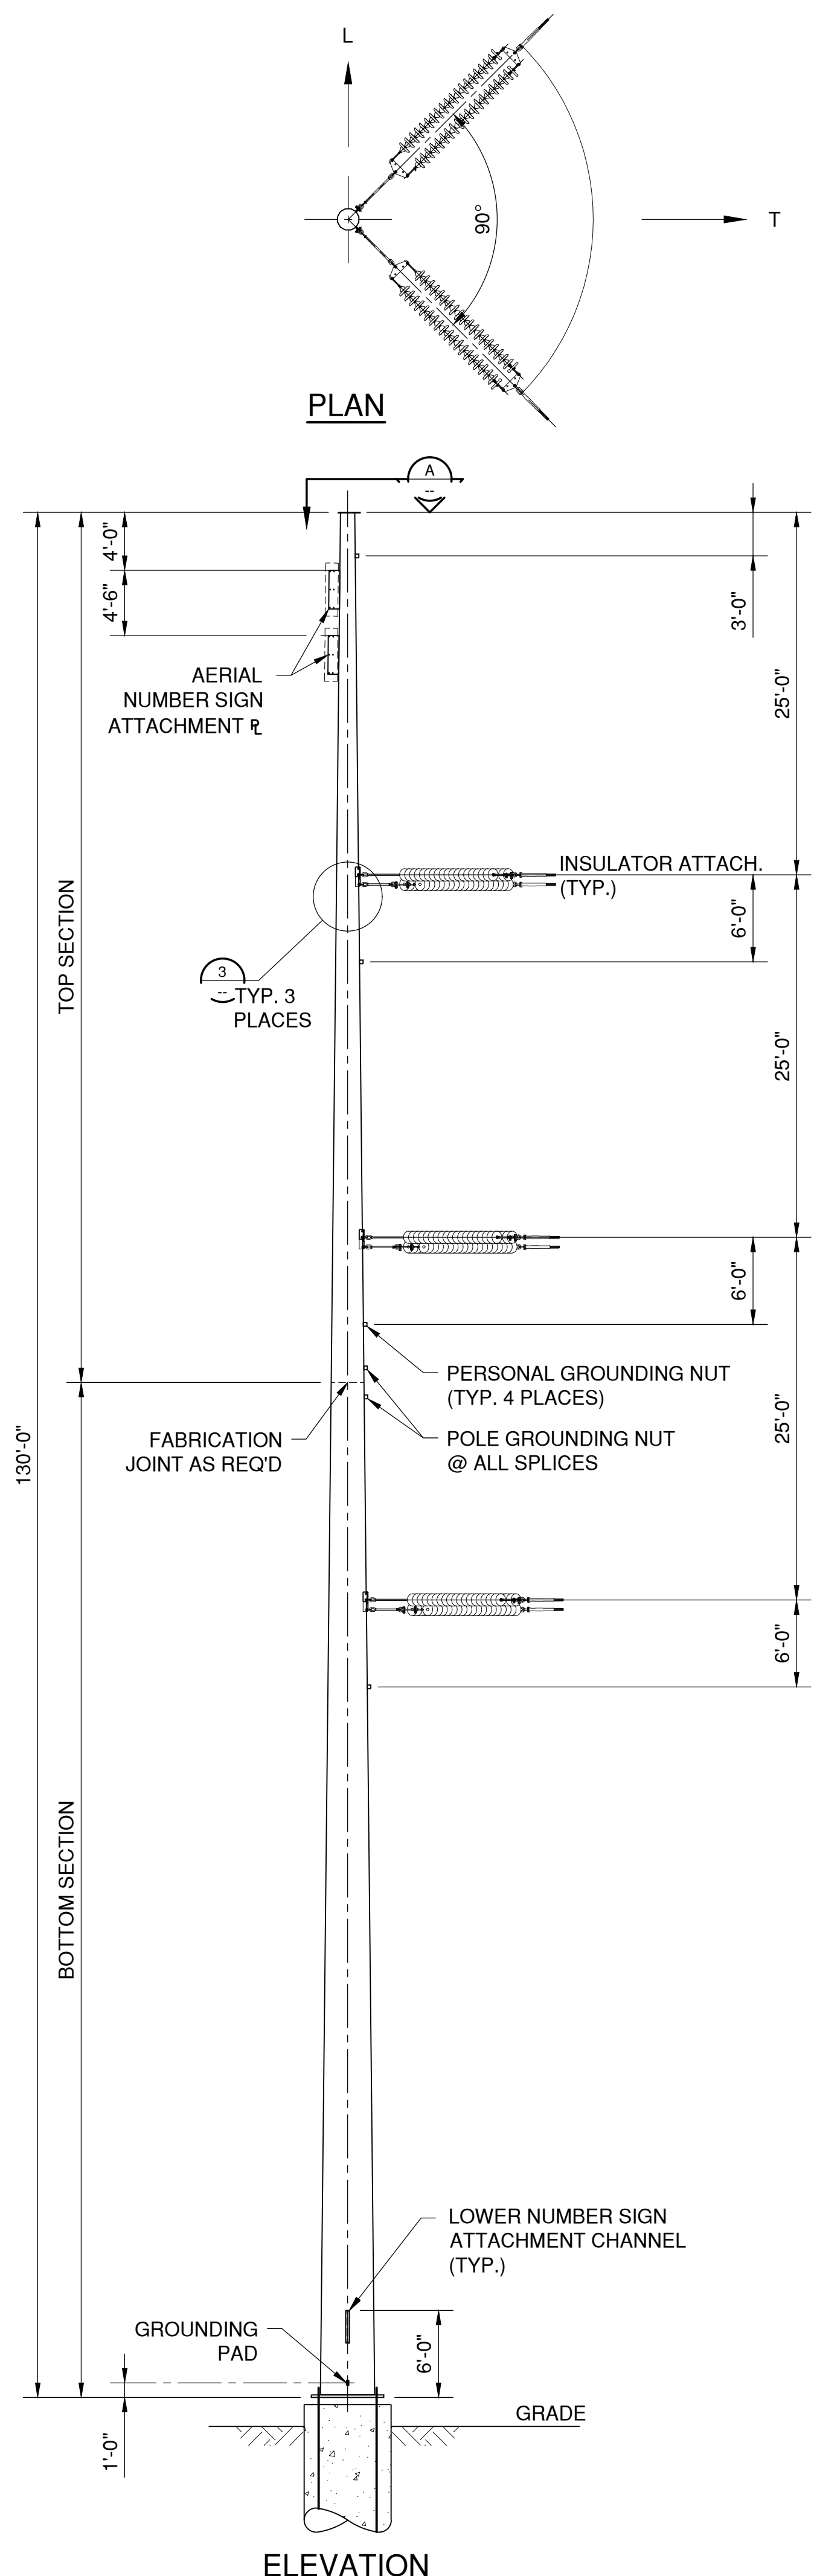 L
90°
T
PLAN
A
--
4'-0"
4'-6"
3'-0"
25'-0"
AERIAL
NUMBER SIGN
ATTACHMENT ℄
INSULATOR ATTACH.
(TYP.)
6'-0"
TOP SECTION
3
--
TYP. 3
PLACES
25'-0"
6'-0"
PERSONAL GROUNDING NUT
(TYP. 4 PLACES)
130'-0"
FABRICATION
JOINT AS REQ'D
POLE GROUNDING NUT
@ ALL SPLICES
25'-0"
6'-0"
BOTTOM SECTION
LOWER NUMBER SIGN
ATTACHMENT CHANNEL
(TYP.)
GROUNDING
PAD
6'-0"
1'-0"
GRADE
ELEVATION